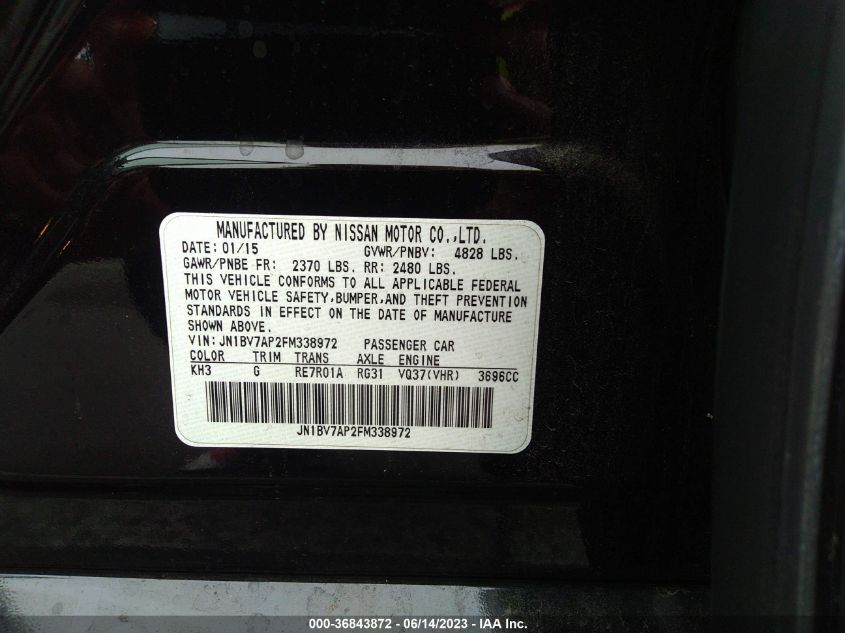 MANUFACTURED BY NISSAN MOTOR CO.,LTD.
DATE: 01/15 GVWR/PNBV: 4828 LBS.
GAWR/PNBE FR: 2370 LBS. RR: 2480 LBS.
THIS VEHICLE CONFORMS TO ALL APPLICABLE FEDERAL
MOTOR VEHICLE SAFETY,BUMPER,AND THEFT PREVENTION
STANDARDS IN EFFECT ON THE DATE OF MANUFACTURE
SHOWN ABOVE.
VIN: JN1BV7AP2FM338972 PASSENGER CAR
COLOR TRIM TRANS AXLE ENGINE
KH3 G RE7R01A RG31 VQ37(VHR) 3696CC
JN1BV7AP2FM338972
000-36843872 - 06/14/2023 - IAA Inc.